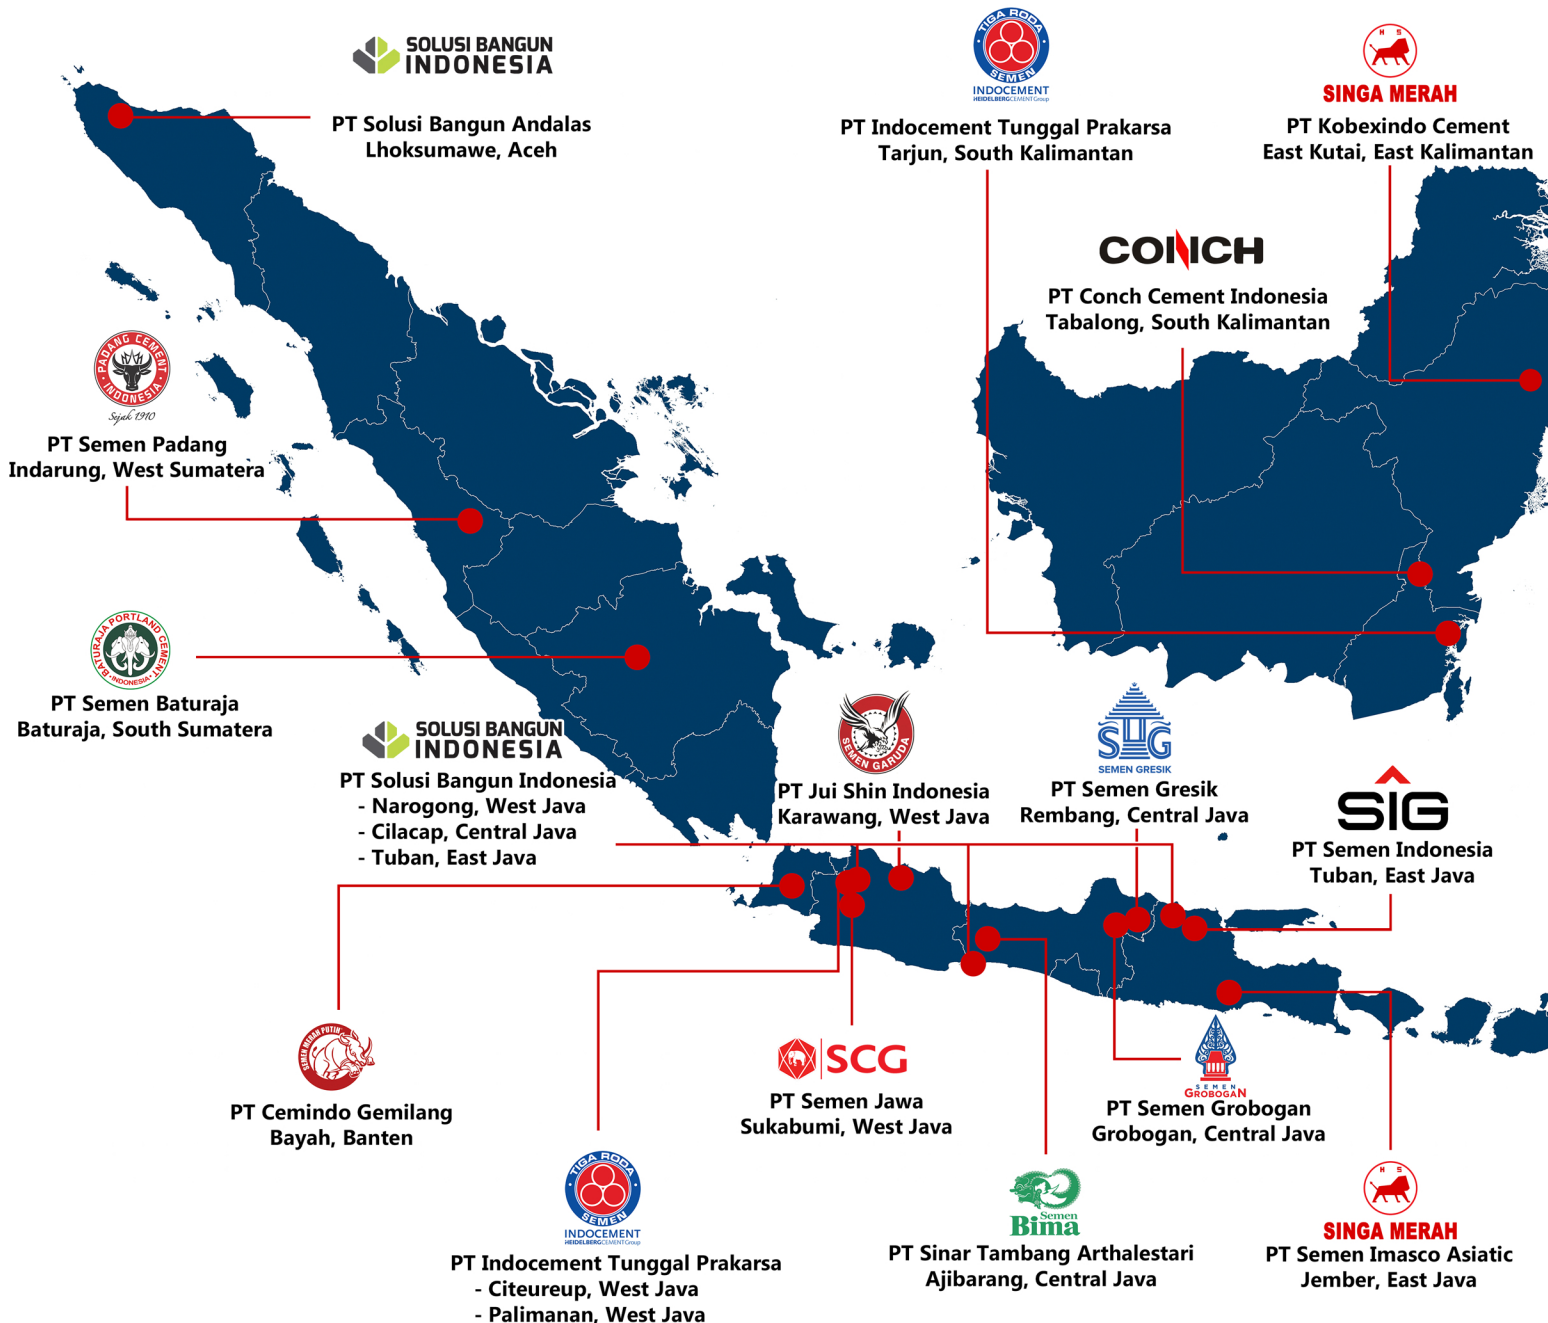 SOLUSI BANGUN
INDONESIA
PT Solusi Bangun Andalas
Lhoksumawe, Aceh
TIGA RODA
SEMEN
INDOCEMENT
HEIDELBERGCEMENT Group
PT Indocement Tunggal Prakarsa
Tarjun, South Kalimantan
H S
SINGA MERAH
PT Kobexindo Cement
East Kutai, East Kalimantan
CONCH
PT Conch Cement Indonesia
Tabalong, South Kalimantan
PADANG CEMENT
INDONESIA
Sejak 1910
PT Semen Padang
Indarung, West Sumatera
BATURAJA PORTLAND CEMENT
INDONESIA
PT Semen Baturaja
Baturaja, South Sumatera
SOLUSI BANGUN
INDONESIA
PT Solusi Bangun Indonesia
- Narogong, West Java
- Cilacap, Central Java
- Tuban, East Java
SEMEN GARUDA
PT Jui Shin Indonesia
Karawang, West Java
SG
SEMEN GRESIK
PT Semen Gresik
Rembang, Central Java
SIG
PT Semen Indonesia
Tuban, East Java
SEMEN MERAH PUTIH
PT Cemindo Gemilang
Bayah, Banten
SCG
PT Semen Jawa
Sukabumi, West Java
SEMEN
GROBOGAN
PT Semen Grobogan
Grobogan, Central Java
TIGA RODA
SEMEN
INDOCEMENT
HEIDELBERGCEMENT Group
PT Indocement Tunggal Prakarsa
- Citeureup, West Java
- Palimanan, West Java
Semen
Bima
PT Sinar Tambang Arthalestari
Ajibarang, Central Java
H S
SINGA MERAH
PT Semen Imasco Asiatic
Jember, East Java